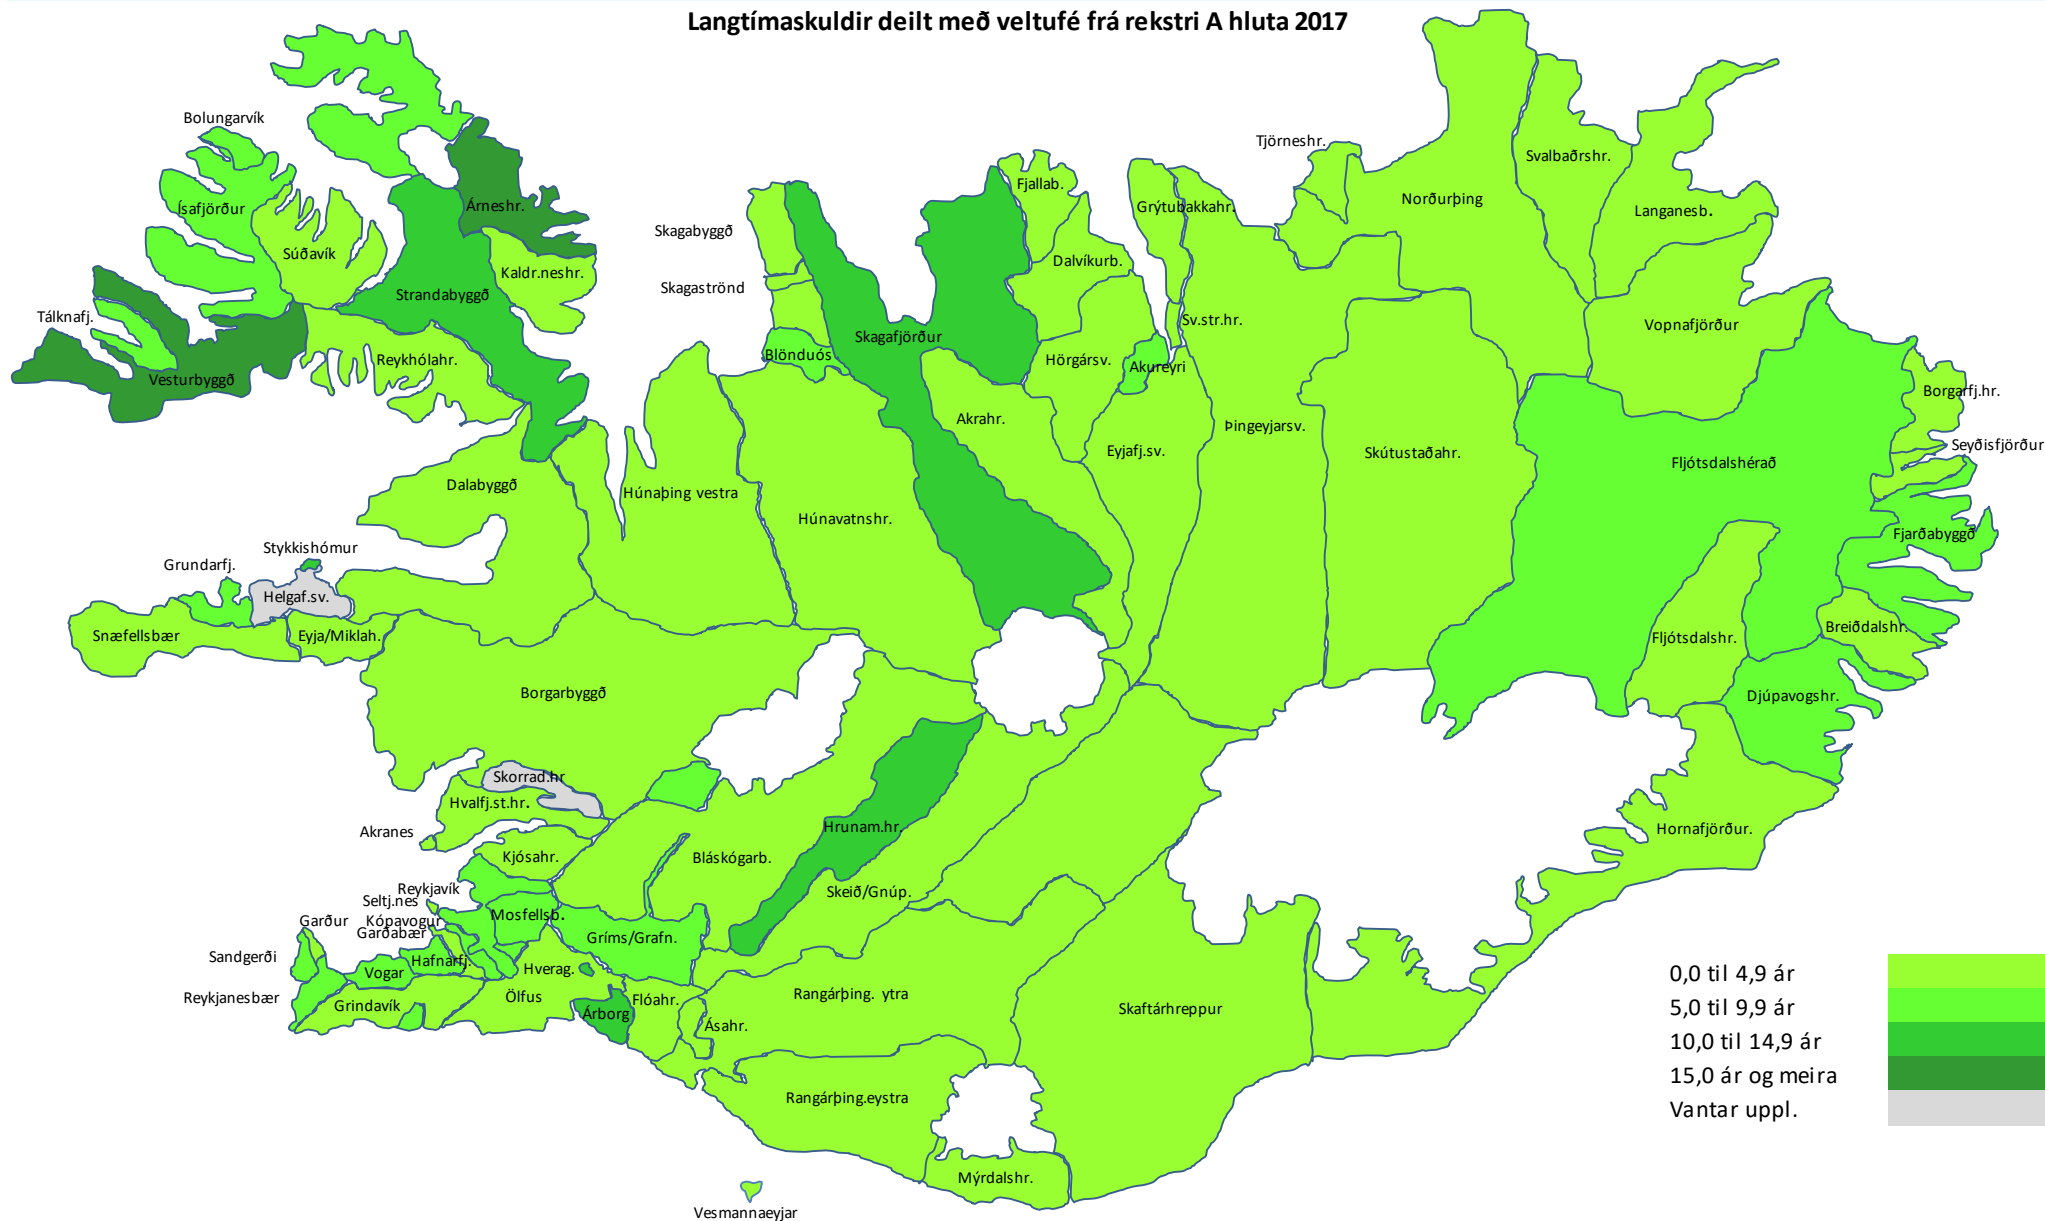 Langtímaskuldir deilt með veltufé frá rekstri A hluta 2017
Bolungarvík
Ísafjörður
Súðavík
Árneshr.
Kaldr.neshr.
Strandabyggð
Tálknafj.
Vesturbyggð
Reykhólahr.
Skagabyggð
Skagaströnd
Blönduós
Skagafjörður
Fjallab.
Dalvíkurb.
Hörgársv.
Akureyri
Grýtubakkahr.
Sv.str.hr.
Tjörneshr.
Norðurþing
Svalbaðrshr.
Langanesb.
Vopnafjörður
Borgarfj.hr.
Seyðisfjörður
Fljótsdalshérað
Fjarðabyggð
Fljótsdalshr.
Breiðdalshr.
Djúpavogshr.
Hornafjörður.
Akrahr.
Eyjafj.sv.
Þingeyjarsv.
Skútustaðahr.
Dalabyggð
Húnaþing vestra
Húnavatnshr.
Stykkishómur
Grundarfj.
Helgaf.sv.
Snæfellsbær
Eyja/Miklah.
Borgarbyggð
Skorrad.hr
Hvalfj.st.hr.
Akranes
Kjósahr.
Bláskógarb.
Hrunam.hr.
Skeið/Gnúp.
Reykjavík
Seltj.nes
Kópavogur
Garðabær
Mosfellsb.
Garður
Sandgerði
Reykjanesbær
Vogar
Hafnarfj.
Grindavík
Gríms/Grafn.
Hverag.
Ölfus
Árborg
Flóahr.
Ásahr.
Rangárþing. ytra
Skaftárhreppur
Rangárþing.eystra
Mýrdalshr.
Vesmannaeyjar
0,0 til 4,9 ár
5,0 til 9,9 ár
10,0 til 14,9 ár
15,0 ár og meira
Vantar uppl.